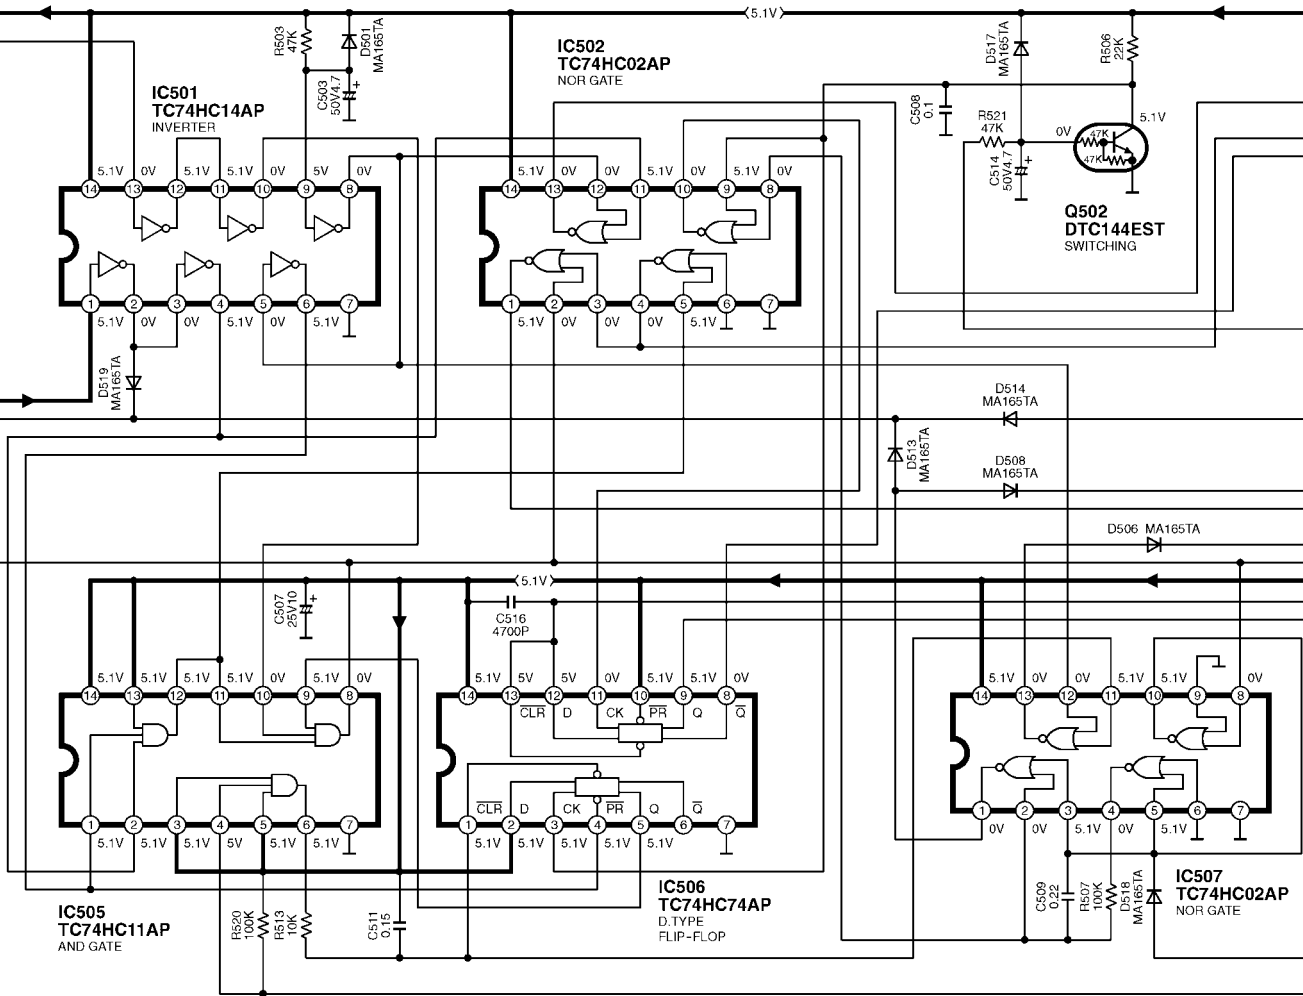 (5.1V)
R503
47K
D501
MA165TA
C503
50V4.7
+
IC501
TC74HC14AP
INVERTER
IC502
TC74HC02AP
NOR GATE
D517
MA165TA
R506
22K
C508
0.1
R521
47K
C514
50V4.7
+
0V
5.1V
47K
47K
Q502
DTC144EST
SWITCHING
5.1V 0V 5.1V 5.1V 0V 5V 0V
14 13 12 11 10 9 8
1 2 3 4 5 6 7
5.1V 0V 0V 5.1V 0V 5.1V
5.1V 0V 0V 5.1V 0V 5.1V 0V
14 13 12 11 10 9 8
1 2 3 4 5 6 7
5.1V 0V 0V 0V 5.1V
D519
MA165TA
D514
MA165TA
D513
MA165TA
D508
MA165TA
D506 MA165TA
(5.1V)
C507
25V10
+
C516
4700P
5.1V 5.1V 5.1V 5.1V 0V 5.1V 0V
14 13 12 11 10 9 8
1 2 3 4 5 6 7
5.1V 5.1V 5.1V 5V 5.1V 5.1V
5.1V 5V 5V 0V 5.1V 5.1V 0V
14 13 12 11 10 9 8
CLR D CK PR Q Q
CLR D CK PR Q Q
1 2 3 4 5 6 7
5.1V 5.1V 5.1V 5.1V 5.1V
5.1V 0V 0V 5.1V 5.1V 0V
14 13 12 11 10 9 8
1 2 3 4 5 6 7
0V 0V 5.1V 0V 5.1V
IC505
TC74HC11AP
AND GATE
R520
100K
R513
10K
C511
0.15
IC506
TC74HC74AP
D.TYPE
FLIP-FLOP
C509
0.22
R507
100K
D518
MA165TA
IC507
TC74HC02AP
NOR GATE